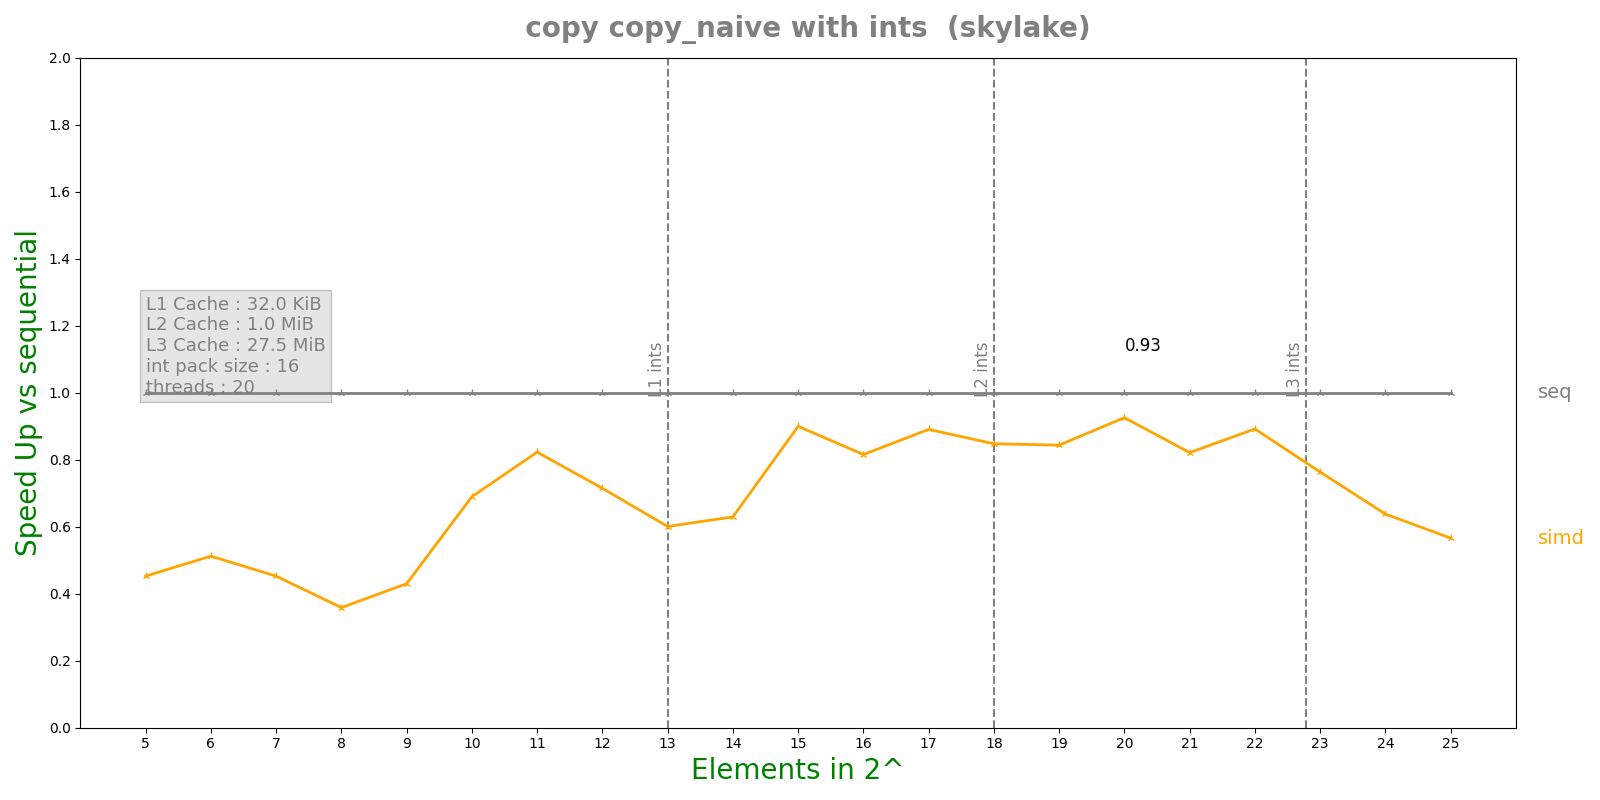 copy copy_naive with ints  (skylake)
Speed Up vs sequential
2.0
1.8
1.6
1.4
1.2
1.0
0.8
0.6
0.4
0.2
0.0
L1 Cache : 32.0 KiB
L2 Cache : 1.0 MiB
L3 Cache : 27.5 MiB
int pack size : 16
threads : 20
L1 ints
L2 ints
0.93
L3 ints
seq
simd
5 6 7 8 9 10 11 12 13 14 15 16 17 18 19 20 21 22 23 24 25
Elements in 2^